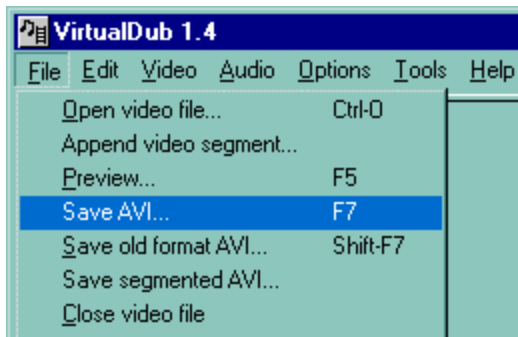 VirtualDub 1.4
File Edit Video Audio Options Tools Help
Open video file... Ctrl-O
Append video segment...
Preview... F5
Save AVI... F7
Save old format AVI... Shift-F7
Save segmented AVI...
Close video file